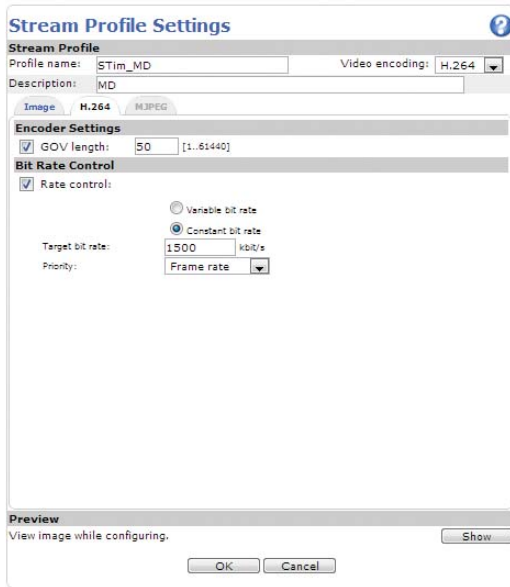 Stream Profile Settings
?
Stream Profile
Profile name: STim_MD Video encoding: H.264
Description: MD
Image H.264 MJPEG
Encoder Settings
GOV length: 50 [1..61440]
Bit Rate Control
Rate control:
Variable bit rate
Constant bit rate
Target bit rate: 1500 kbit/s
Priority: Frame rate
Preview
View image while configuring. Show
OK Cancel